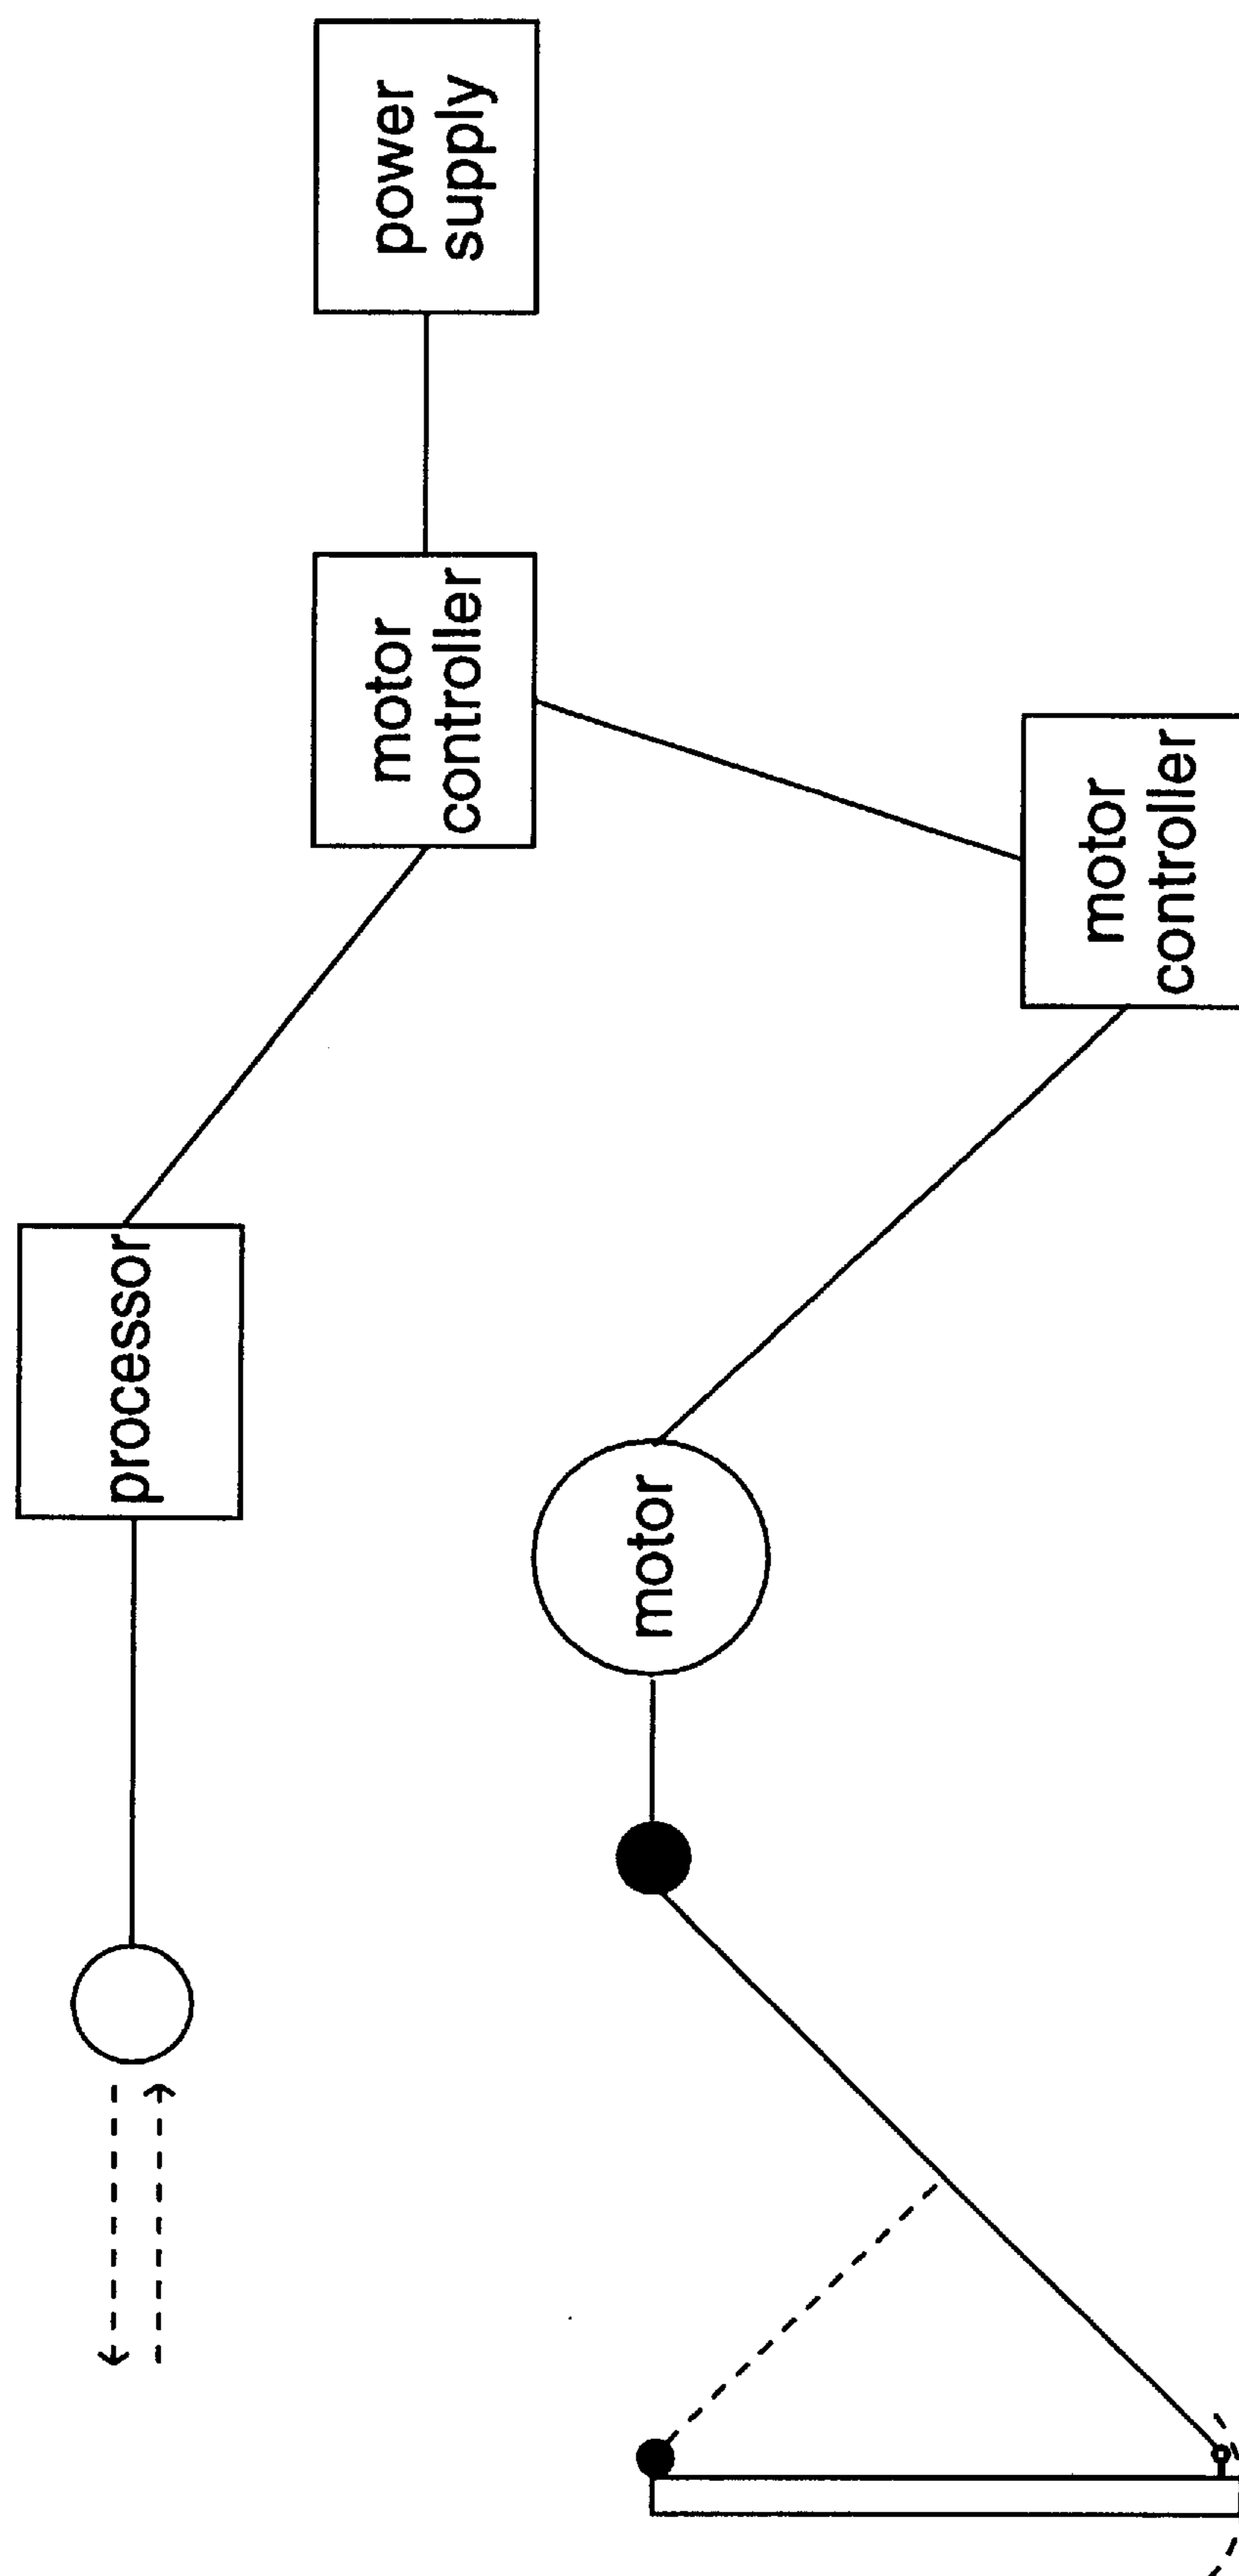 power
supply
motor
controller
motor
controller
processor
motor